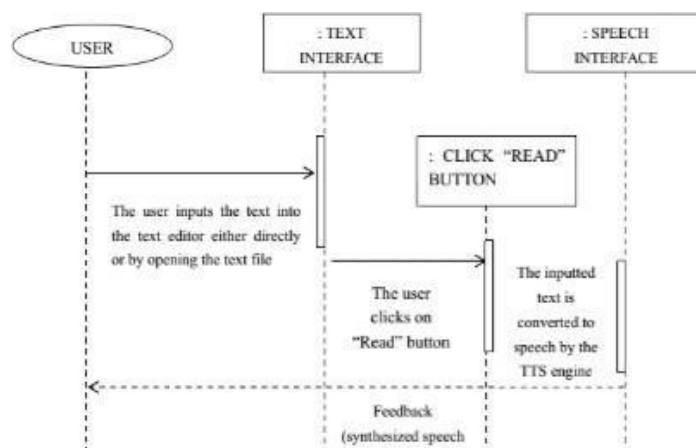 USER
: TEXT
INTERFACE
: SPEECH
INTERFACE
: CLICK “READ”
BUTTON
The user inputs the text into
the text editor either directly
or by opening the text file
The user
clicks on
“Read” button
The inputted
text is
converted to
speech by the
TTS engine
Feedback
(synthesized speech